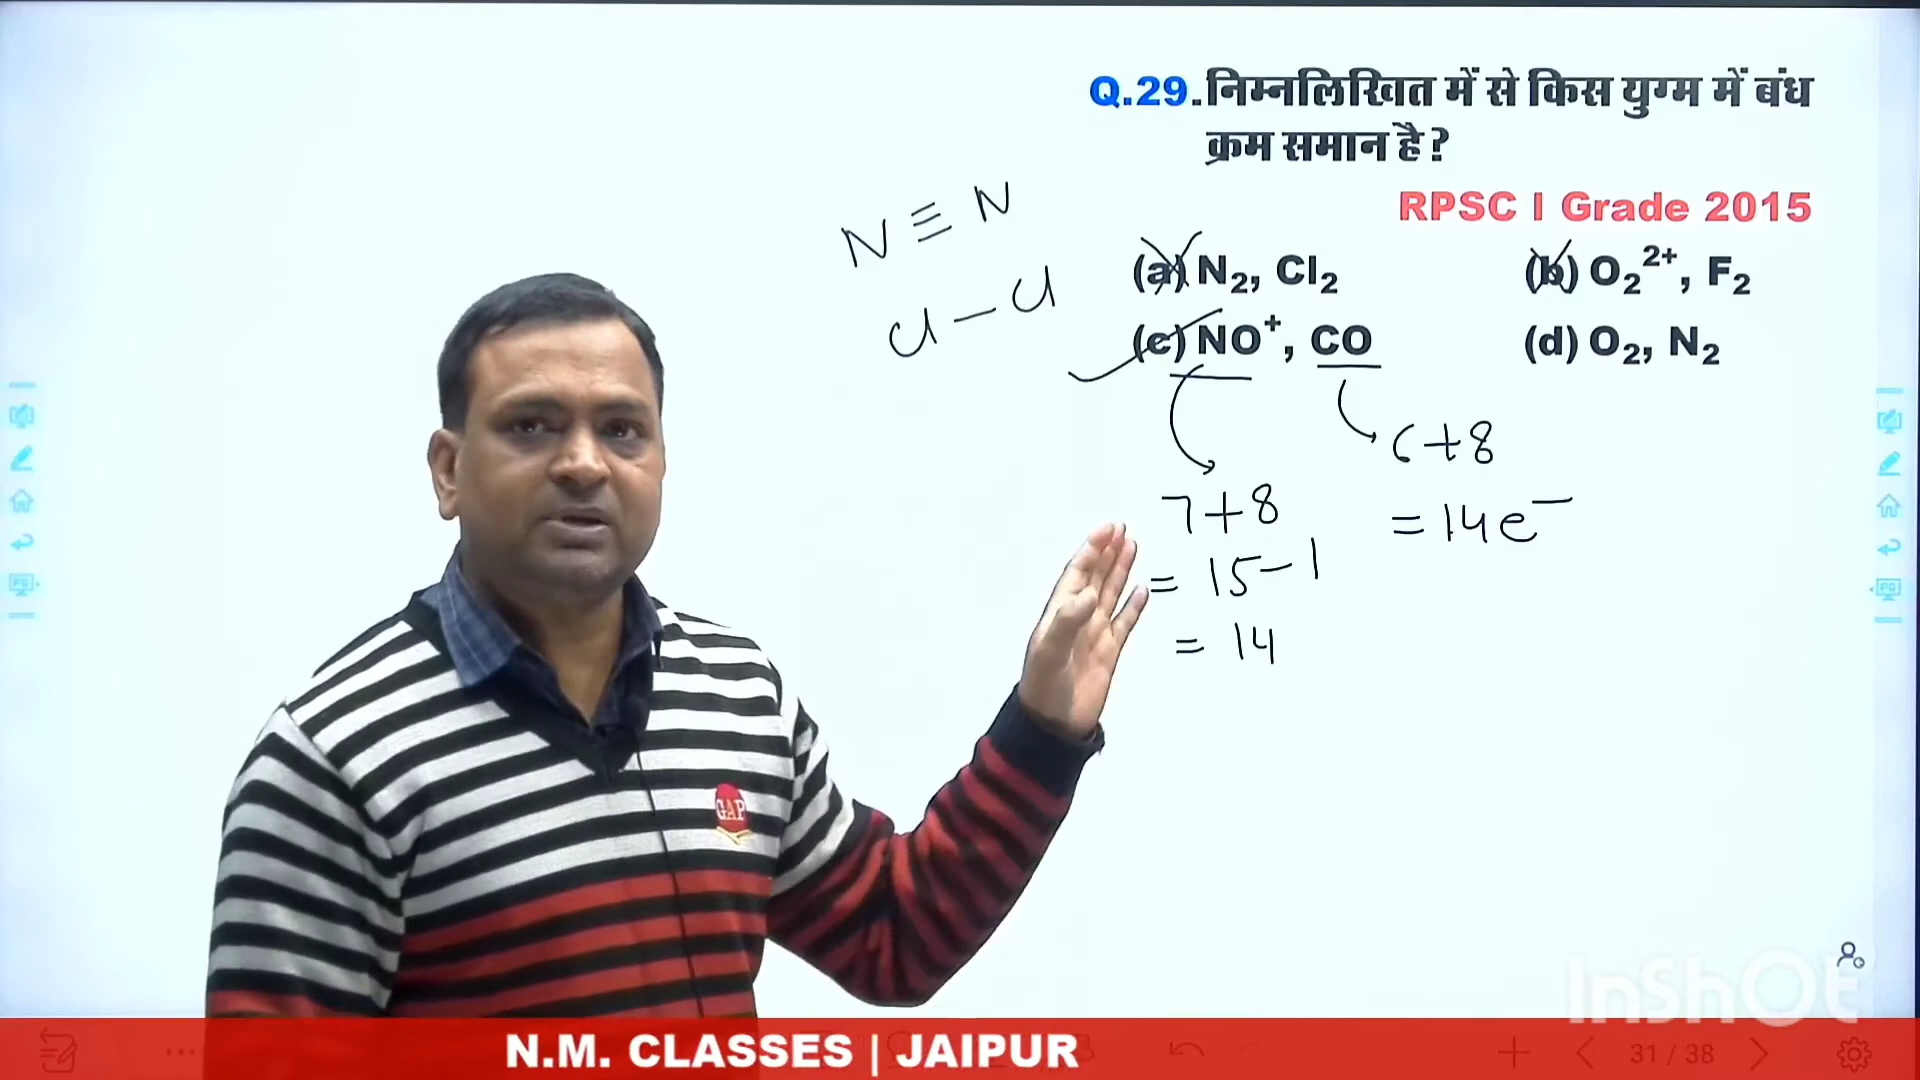 Q.29.निम्नलिखित में से किस युग्म में बंध
क्रम समान है?
RPSC I Grade 2015
N ≡ N
Cl — Cl
(a) N₂, Cl₂
(b) O₂²⁺, F₂
(c) NO⁺, CO
(d) O₂, N₂
6+8
= 14e⁻
7+8
= 15-1
= 14
GAP
InShOt
N.M. CLASSES | JAIPUR
31 / 38